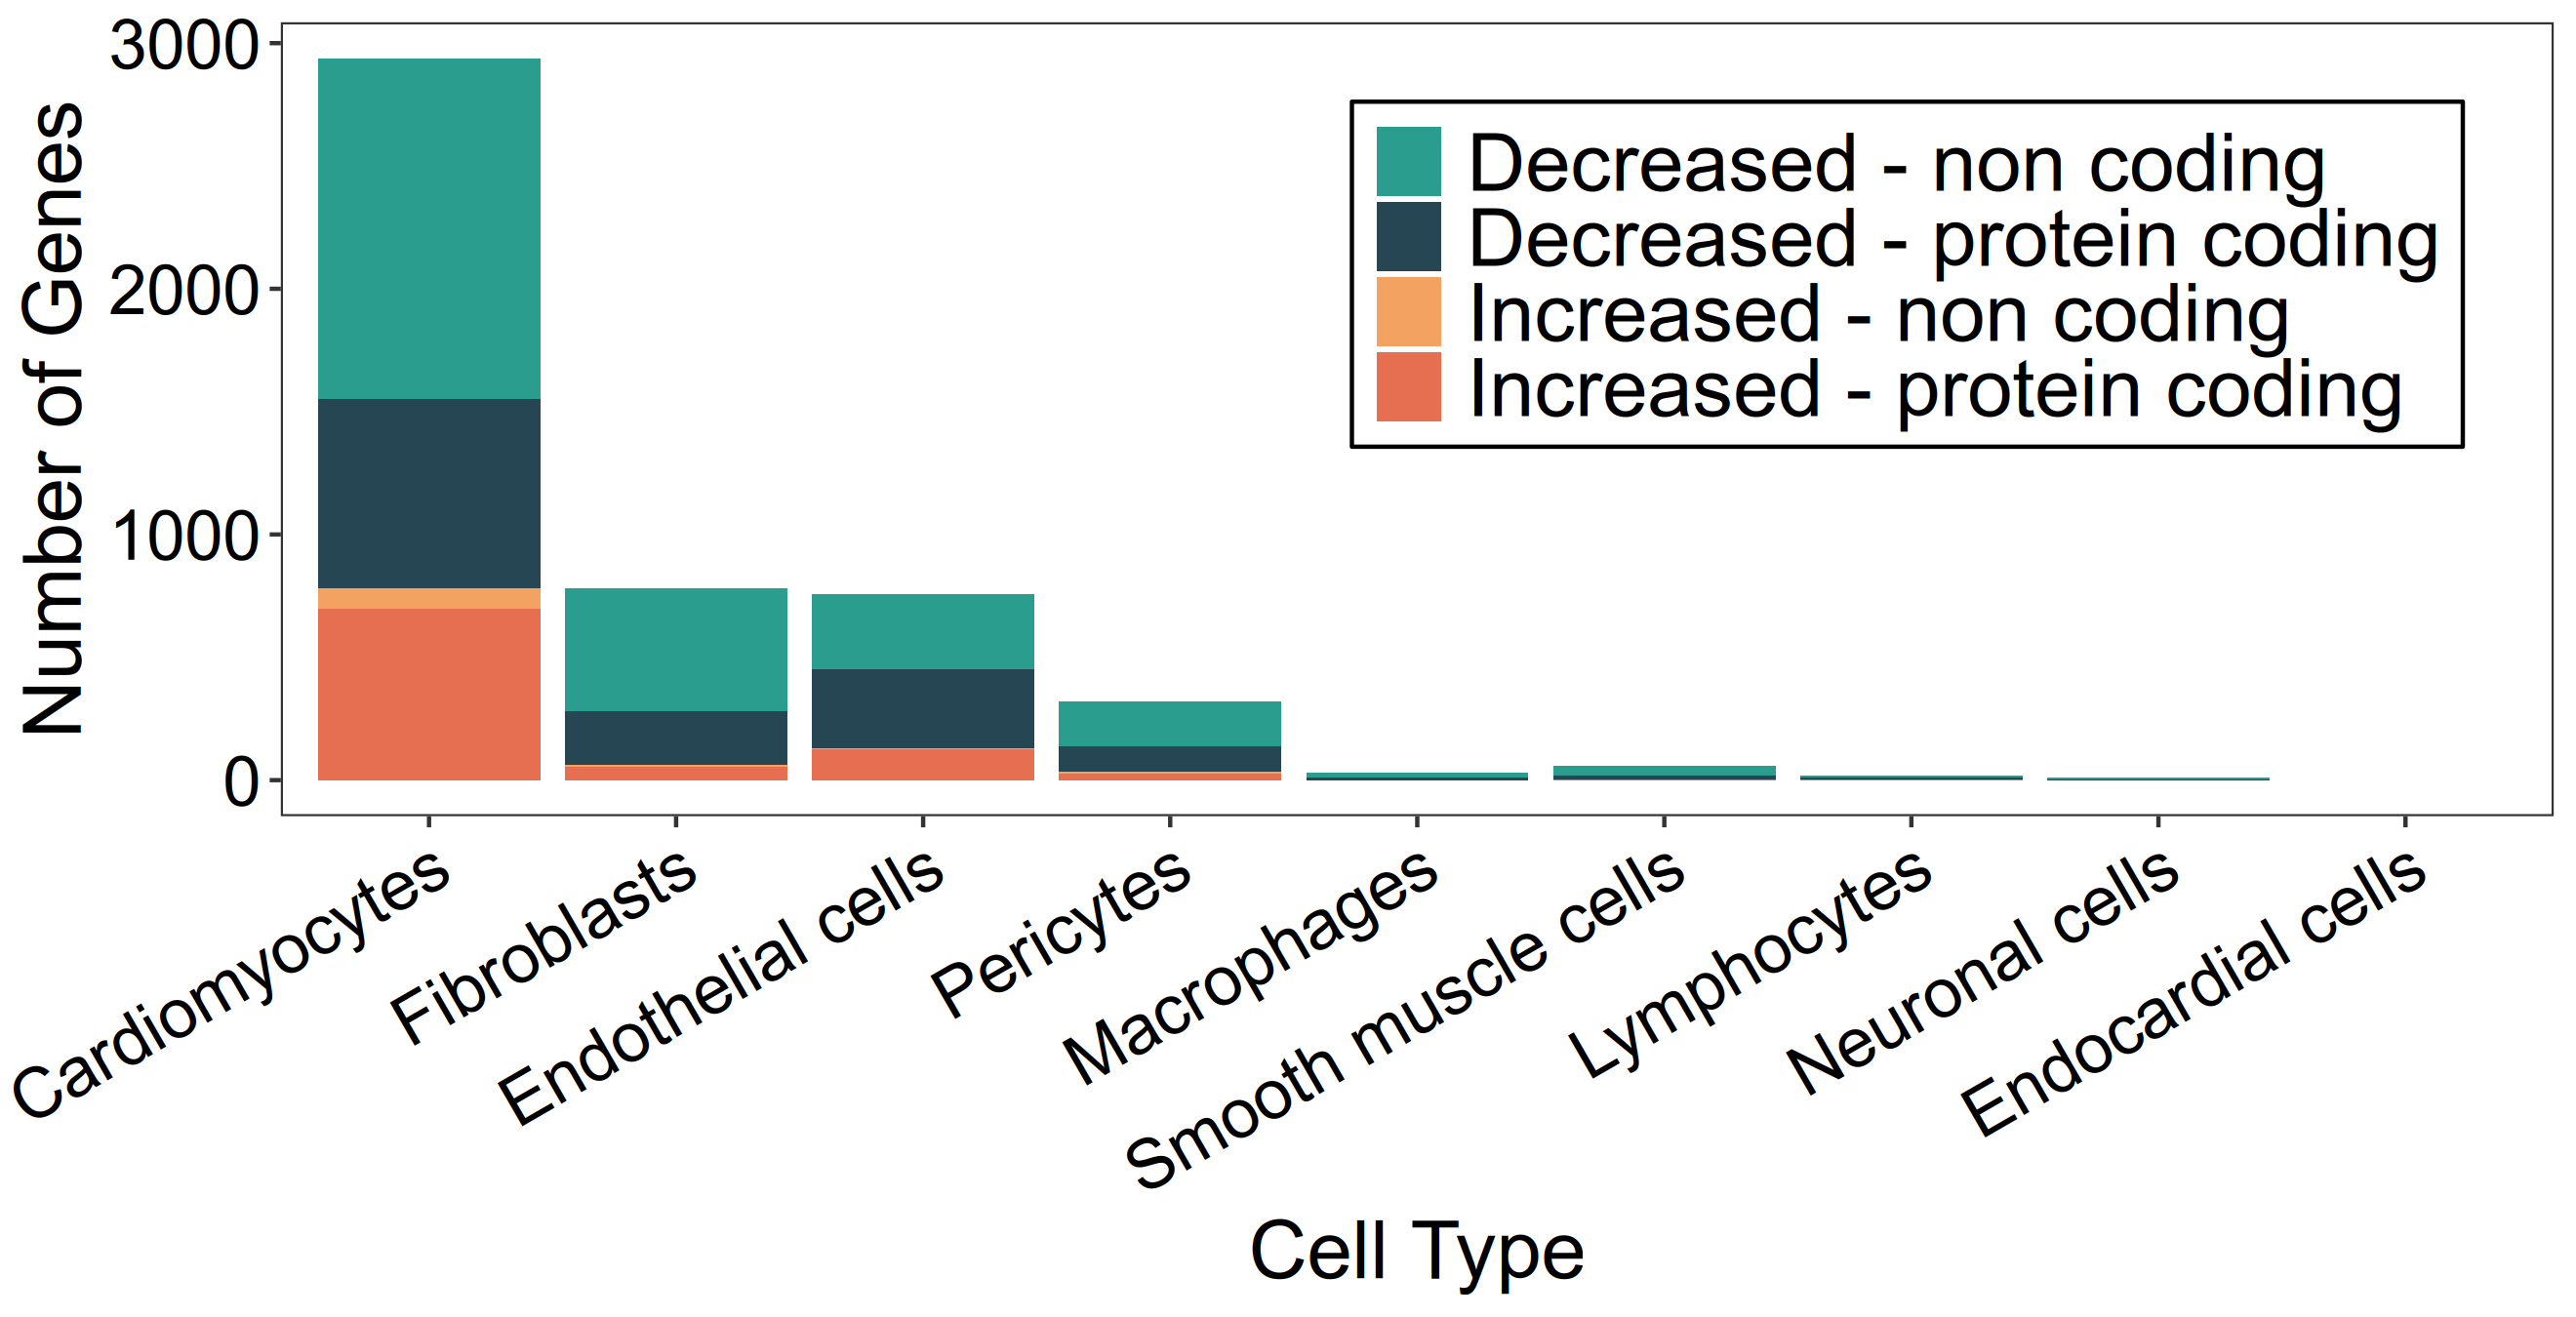 Number of Genes
3000
2000
1000
0
Decreased - non coding
Decreased - protein coding
Increased - non coding
Increased - protein coding
Cardiomyocytes
Fibroblasts
Endothelial cells
Pericytes
Macrophages
Smooth muscle cells
Lymphocytes
Neuronal cells
Endocardial cells
Cell Type